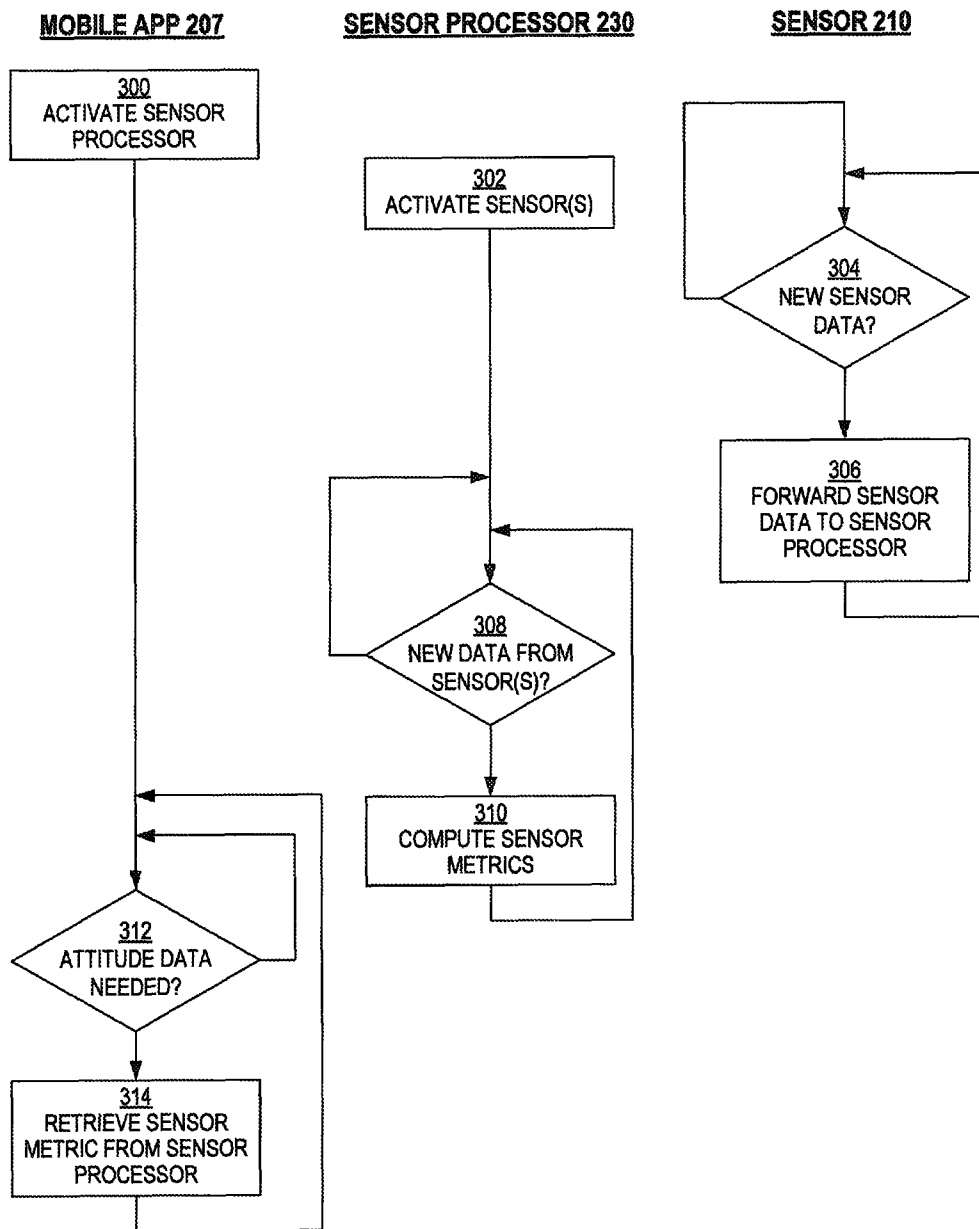 MOBILE APP 207
SENSOR PROCESSOR 230
SENSOR 210
300
ACTIVATE SENSOR
PROCESSOR
302
ACTIVATE SENSOR(S)
304
NEW SENSOR
DATA?
306
FORWARD SENSOR
DATA TO SENSOR
PROCESSOR
308
NEW DATA FROM
SENSOR(S)?
310
COMPUTE SENSOR
METRICS
312
ATTITUDE DATA
NEEDED?
314
RETRIEVE SENSOR
METRIC FROM SENSOR
PROCESSOR